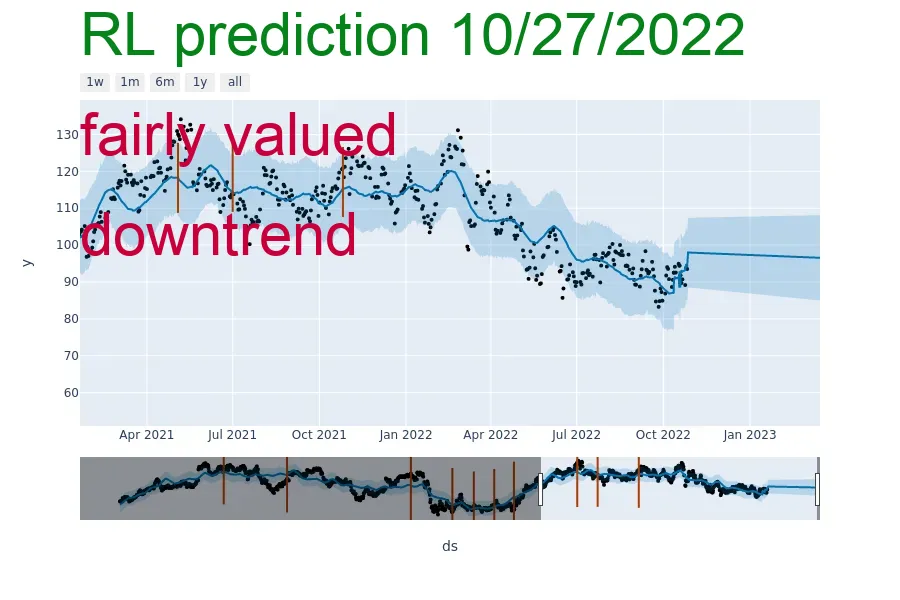 RL prediction 10/27/2022
1w 1m 6m 1y all
fairly valued
downtrend
130
120
110
100
90
80
70
60
y
Apr 2021 Jul 2021 Oct 2021 Jan 2022 Apr 2022 Jul 2022 Oct 2022 Jan 2023
ds